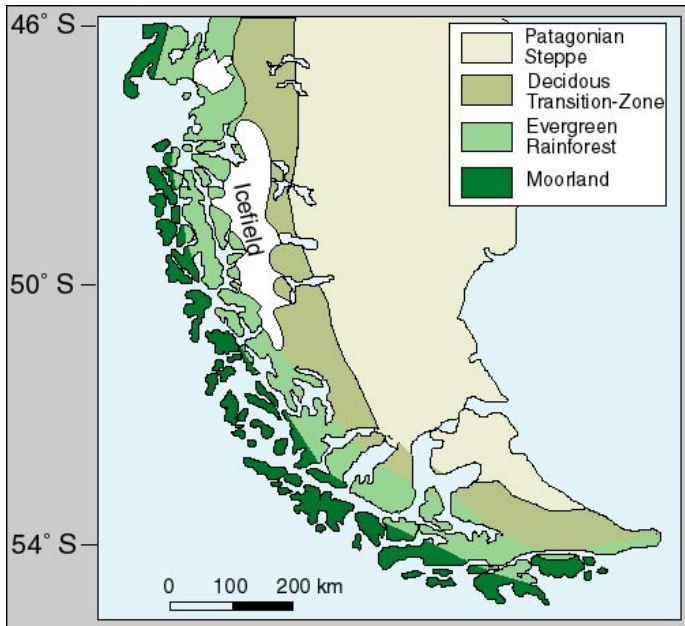 46° S
Patagonian
Steppe
Decidous
Transition-Zone
Evergreen
Rainforest
Moorland
Icefield
50° S
54° S
0 100 200 km